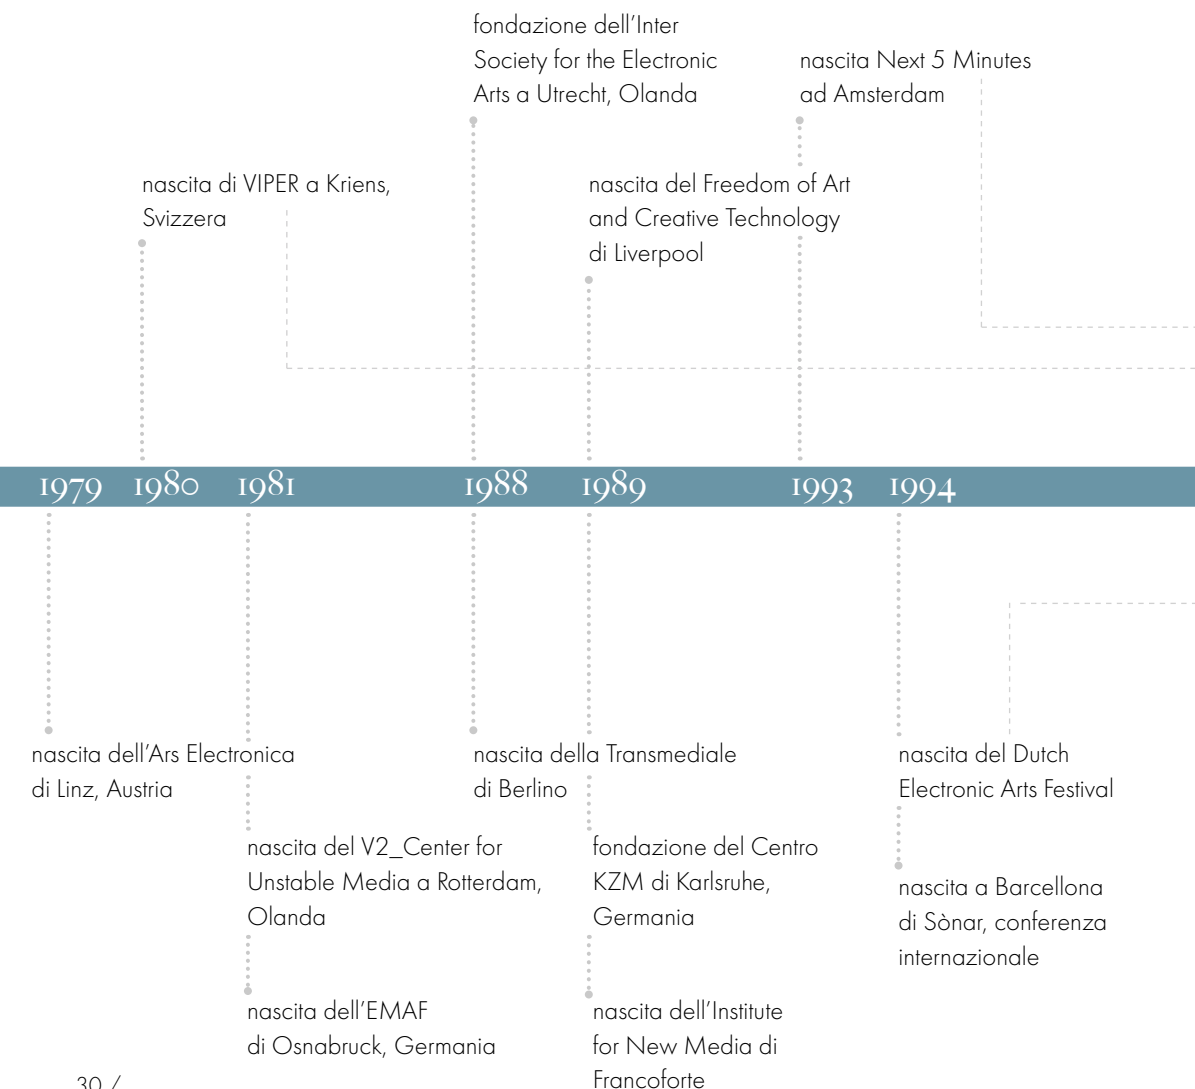 fondazione dell’Inter
Society for the Electronic
Arts a Utrecht, Olanda
nascita Next 5 Minutes
ad Amsterdam
nascita di VIPER a Kriens,
Svizzera
nascita del Freedom of Art
and Creative Technology
di Liverpool
1979 1980 1981 1988 1989 1993 1994
nascita dell’Ars Electronica
di Linz, Austria
nascita della Transmediale
di Berlino
nascita del Dutch
Electronic Arts Festival
nascita del V2_Center for
Unstable Media a Rotterdam,
Olanda
fondazione del Centro
KZM di Karlsruhe,
Germania
nascita a Barcellona
di Sònar, conferenza
internazionale
nascita dell’EMAF
di Osnabruck, Germania
nascita dell’Institute
for New Media di
Francoforte
30 /